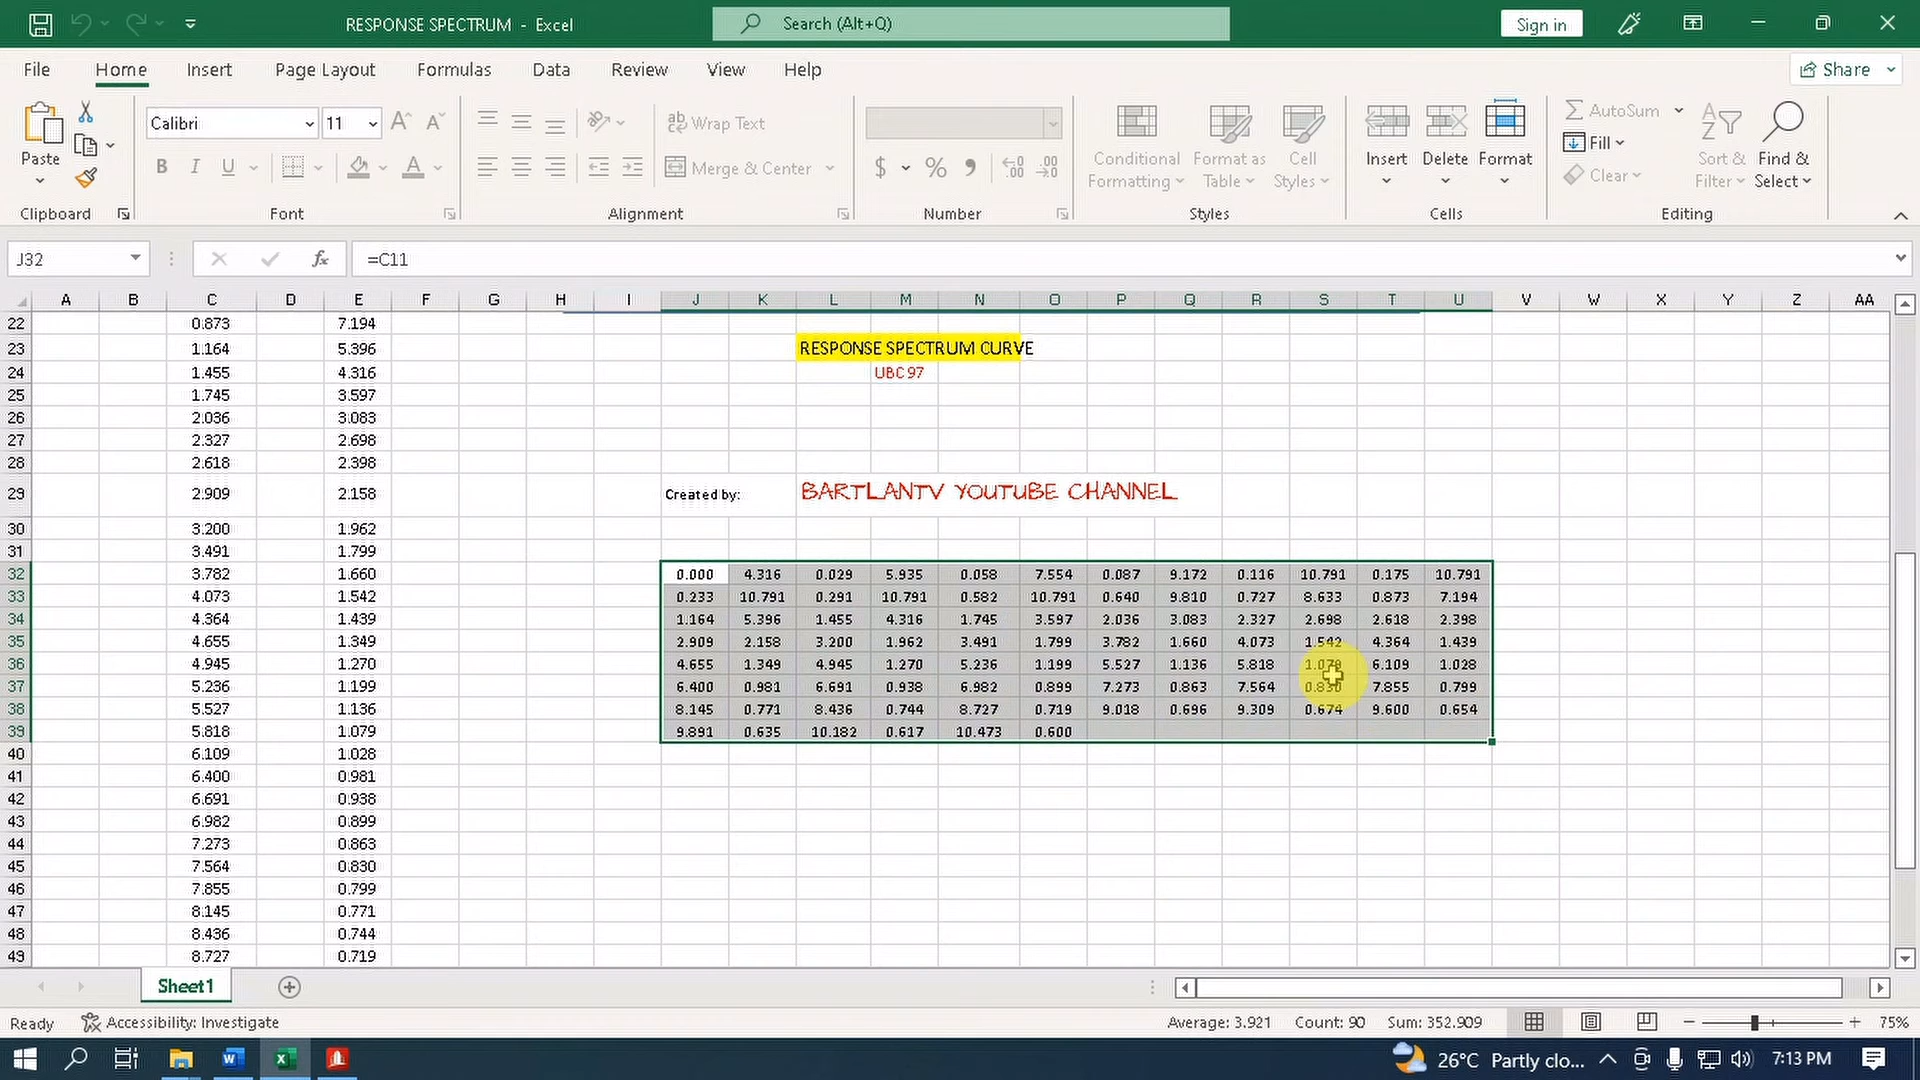 RESPONSE SPECTRUM - Excel
Search (Alt+Q)
Sign in
File Home Insert Page Layout Formulas Data Review View Help
Share
Paste
Calibri 11
B I U
Wrap Text
Merge & Center
$ %
Conditional Formatting
Format as Table
Cell Styles
Insert
Delete
Format
AutoSum
Fill
Clear
Sort & Filter
Find & Select
Clipboard Font Alignment Number Styles Cells Editing
J32 fx =C11
A B C D E F G H I J K L M N O P Q R S T U V W X Y Z AA
22 0.873 7.194
23 1.164 5.396 RESPONSE SPECTRUM CURVE
24 1.455 4.316 UBC 97
25 1.745 3.597
26 2.036 3.083
27 2.327 2.698
28 2.618 2.398
29 2.909 2.158 Created by: BARTLANTV YOUTUBE CHANNEL
30 3.200 1.962
31 3.491 1.799
32 3.782 1.660 0.000 4.316 0.029 5.935 0.058 7.554 0.087 9.172 0.116 10.791 0.175 10.791
33 4.073 1.542 0.233 10.791 0.291 10.791 0.582 10.791 0.640 9.810 0.727 8.633 0.873 7.194
34 4.364 1.439 1.164 5.396 1.455 4.316 1.745 3.597 2.036 3.083 2.327 2.698 2.618 2.398
35 4.655 1.349 2.909 2.158 3.200 1.962 3.491 1.799 3.782 1.660 4.073 1.542 4.364 1.439
36 4.945 1.270 4.655 1.349 4.945 1.270 5.236 1.199 5.527 1.136 5.818 1.079 6.109 1.028
37 5.236 1.199 6.400 0.981 6.691 0.938 6.982 0.899 7.273 0.863 7.564 0.830 7.855 0.799
38 5.527 1.136 8.145 0.771 8.436 0.744 8.727 0.719 9.018 0.696 9.309 0.674 9.600 0.654
39 5.818 1.079 9.891 0.635 10.182 0.617 10.473 0.600
40 6.109 1.028
41 6.400 0.981
42 6.691 0.938
43 6.982 0.899
44 7.273 0.863
45 7.564 0.830
46 7.855 0.799
47 8.145 0.771
48 8.436 0.744
49 8.727 0.719
Sheet1
Ready Accessibility: Investigate Average: 3.921 Count: 90 Sum: 352.909 75%
26°C Partly clo... 7:13 PM